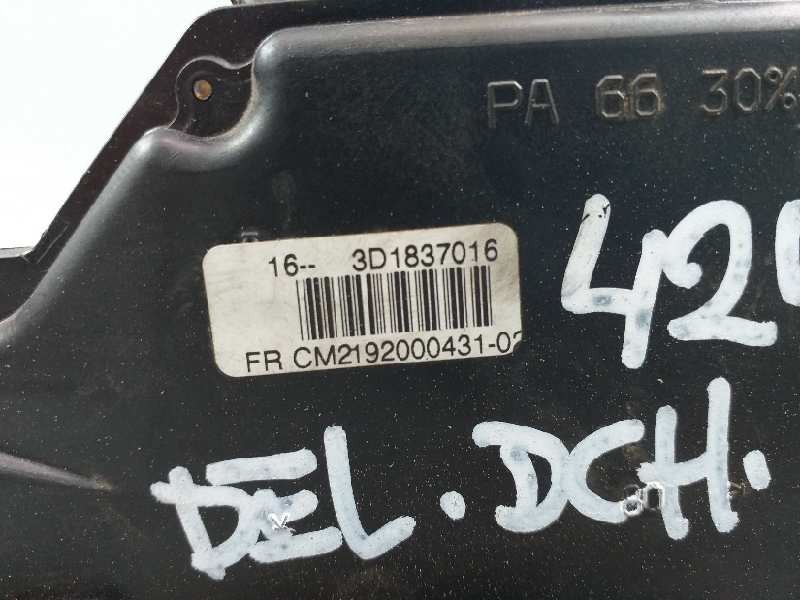 PA 66 30%
42
16-- 3D1837016
FR CM2192000431-02
DEL. DCH.